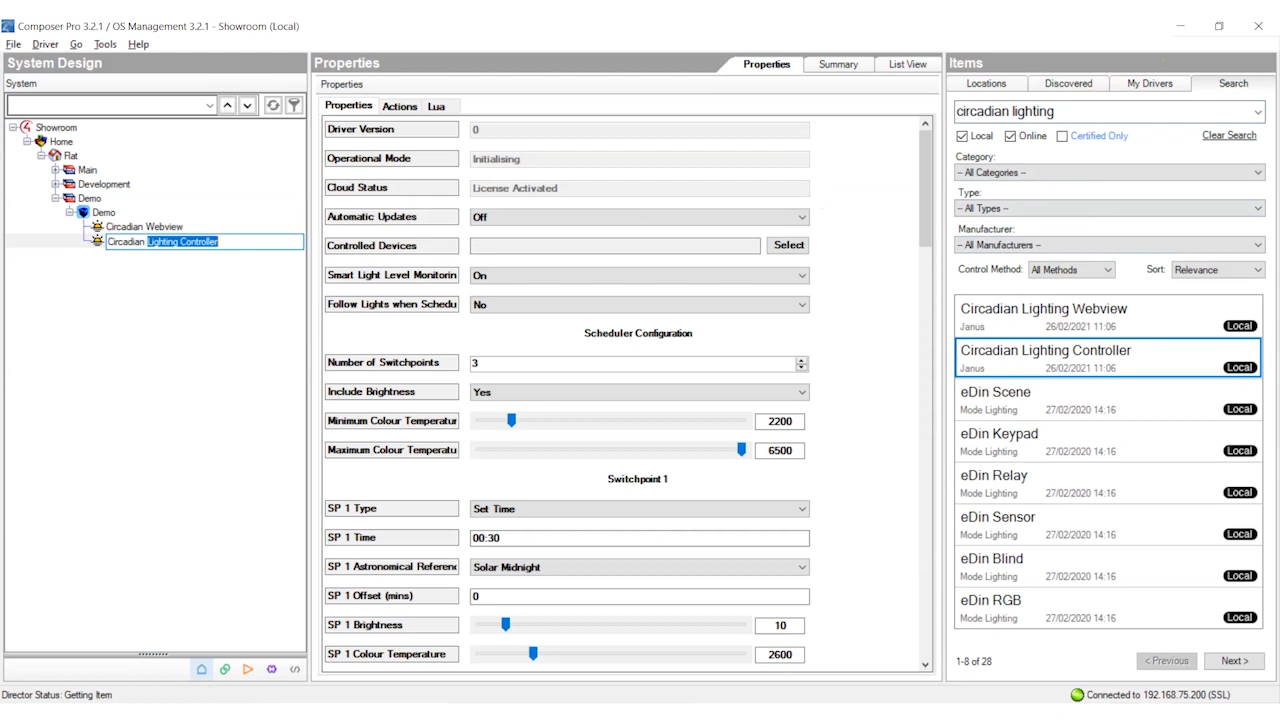 Composer Pro 3.2.1 / OS Management 3.2.1 - Showroom (Local)
File Driver Go Tools Help
System Design
System
Showroom
Home
Flat
Main
Development
Demo
Demo
Circadian Webview
Circadian Lighting Controller
Director Status: Getting Item
Properties
Properties Summary List View
Properties
Properties Actions Lua
Driver Version 0
Operational Mode Initialising
Cloud Status License Activated
Automatic Updates Off
Controlled Devices Select
Smart Light Level Monitorin On
Follow Lights when Schedu No
Scheduler Configuration
Number of Switchpoints 3
Include Brightness Yes
Minimum Colour Temperatur 2200
Maximum Colour Temperatu 6500
Switchpoint 1
SP 1 Type Set Time
SP 1 Time 00:30
SP 1 Astronomical Referenc Solar Midnight
SP 1 Offset (mins) 0
SP 1 Brightness 10
SP 1 Colour Temperature 2600
Items
Locations Discovered My Drivers Search
circadian lighting
Local Online Certified Only Clear Search
Category:
-- All Categories --
Type:
-- All Types --
Manufacturer:
-- All Manufacturers --
Control Method: All Methods Sort: Relevance
Circadian Lighting Webview
Janus 26/02/2021 11:06 Local
Circadian Lighting Controller
Janus 26/02/2021 11:06 Local
eDin Scene
Mode Lighting 27/02/2020 14:16 Local
eDin Keypad
Mode Lighting 27/02/2020 14:16 Local
eDin Relay
Mode Lighting 27/02/2020 14:16 Local
eDin Sensor
Mode Lighting 27/02/2020 14:16 Local
eDin Blind
Mode Lighting 27/02/2020 14:16 Local
eDin RGB
Mode Lighting 27/02/2020 14:16 Local
1-8 of 28 < Previous Next >
Connected to 192.168.75.200 (SSL)